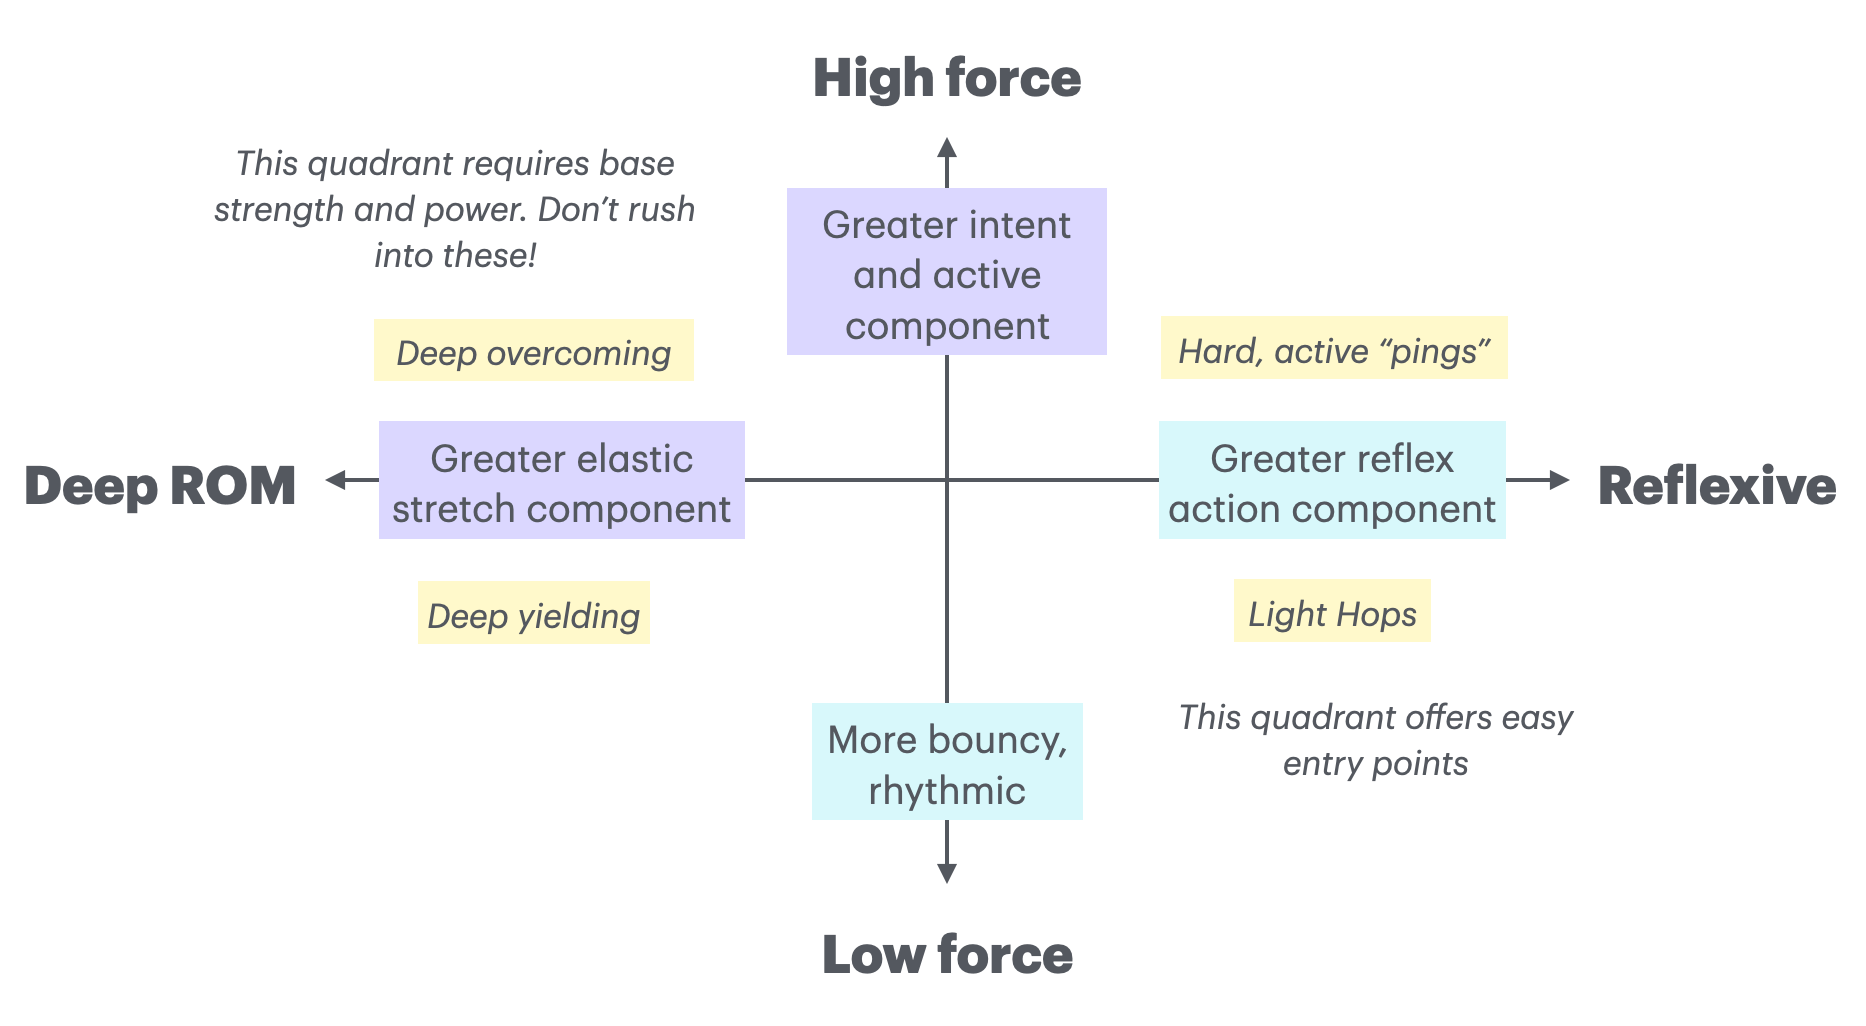 High force
This quadrant requires base
strength and power. Don’t rush
into these!
Greater intent
and active
component
Deep overcoming
Hard, active “pings”
Deep ROM
Greater elastic
stretch component
Greater reflex
action component
Reflexive
Deep yielding
Light Hops
More bouncy,
rhythmic
This quadrant offers easy
entry points
Low force